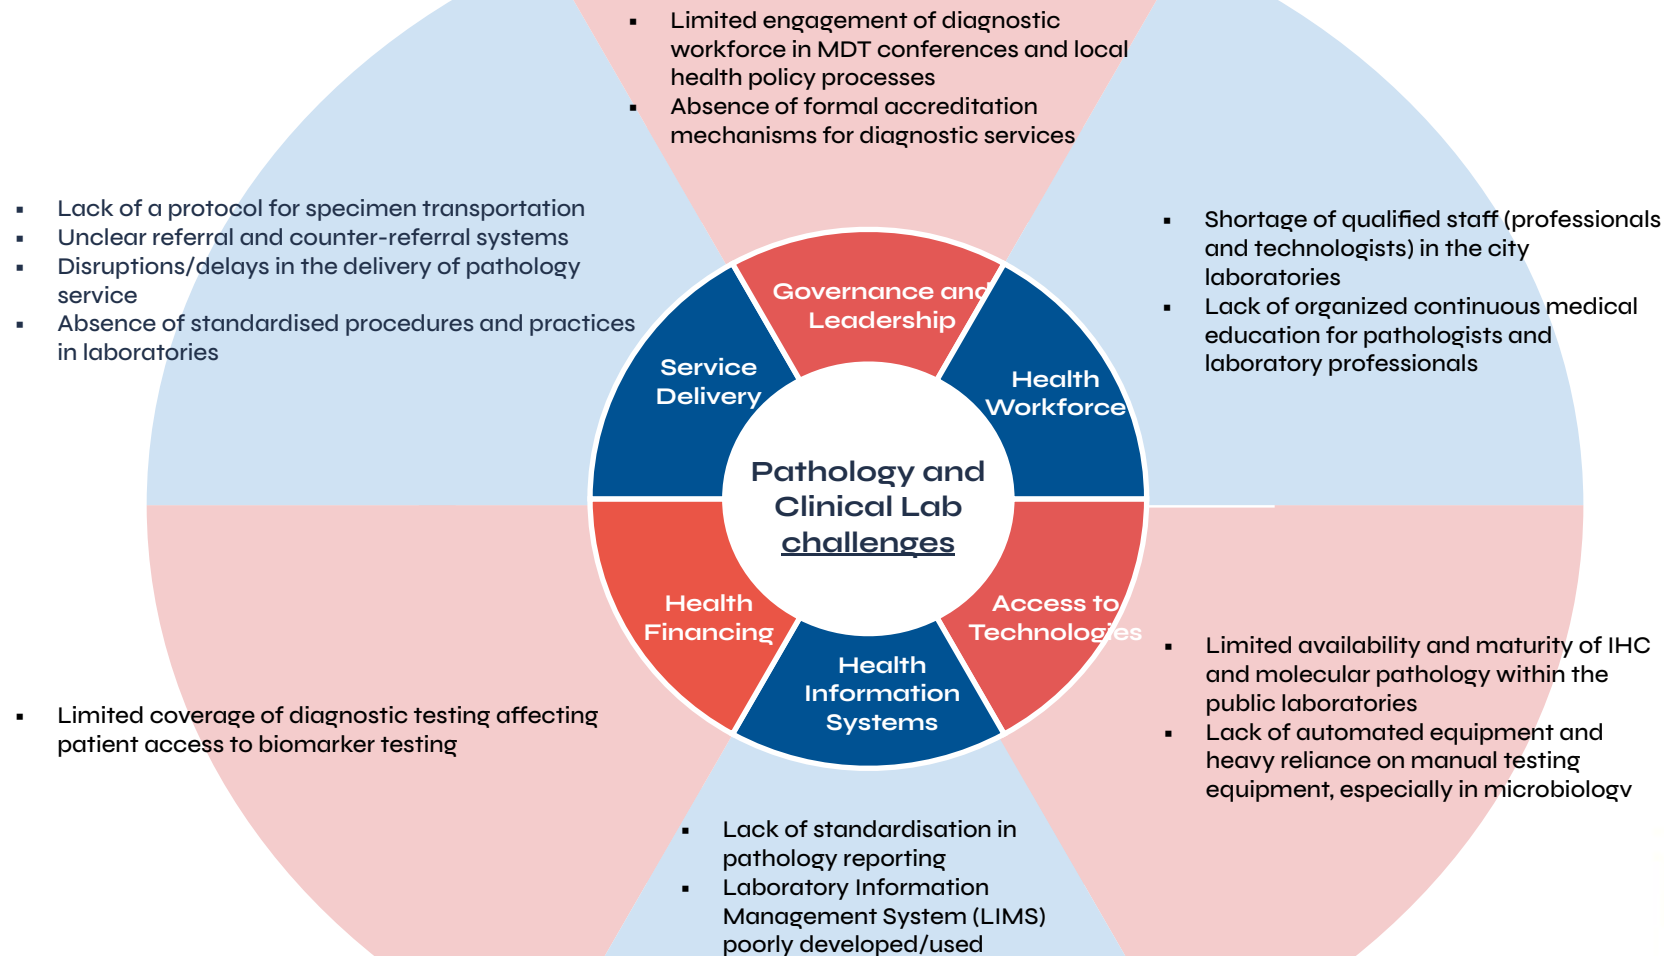 ▪ Limited engagement of diagnostic
workforce in MDT conferences and local
health policy processes
▪ Absence of formal accreditation
mechanisms for diagnostic services
▪ Lack of a protocol for specimen transportation
▪ Unclear referral and counter-referral systems
▪ Disruptions/delays in the delivery of pathology
service
▪ Absence of standardised procedures and practices
in laboratories
▪ Shortage of qualified staff (professionals
and technologists) in the city
laboratories
▪ Lack of organized continuous medical
education for pathologists and
laboratory professionals
Governance and
Leadership
Service
Delivery
Health
Workforce
Pathology and
Clinical Lab
challenges
Health
Financing
Access to
Technologies
Health
Information
Systems
▪ Limited coverage of diagnostic testing affecting
patient access to biomarker testing
▪ Limited availability and maturity of IHC
and molecular pathology within the
public laboratories
▪ Lack of automated equipment and
heavy reliance on manual testing
equipment, especially in microbiology
▪ Lack of standardisation in
pathology reporting
▪ Laboratory Information
Management System (LIMS)
poorly developed/used